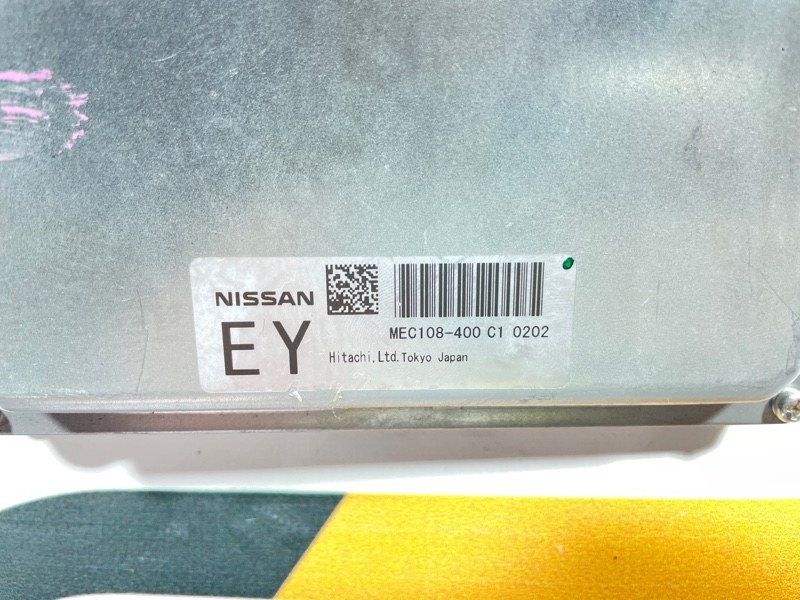 NISSAN
EY
MEC108-400 C1 0202
Hitachi,Ltd.Tokyo Japan